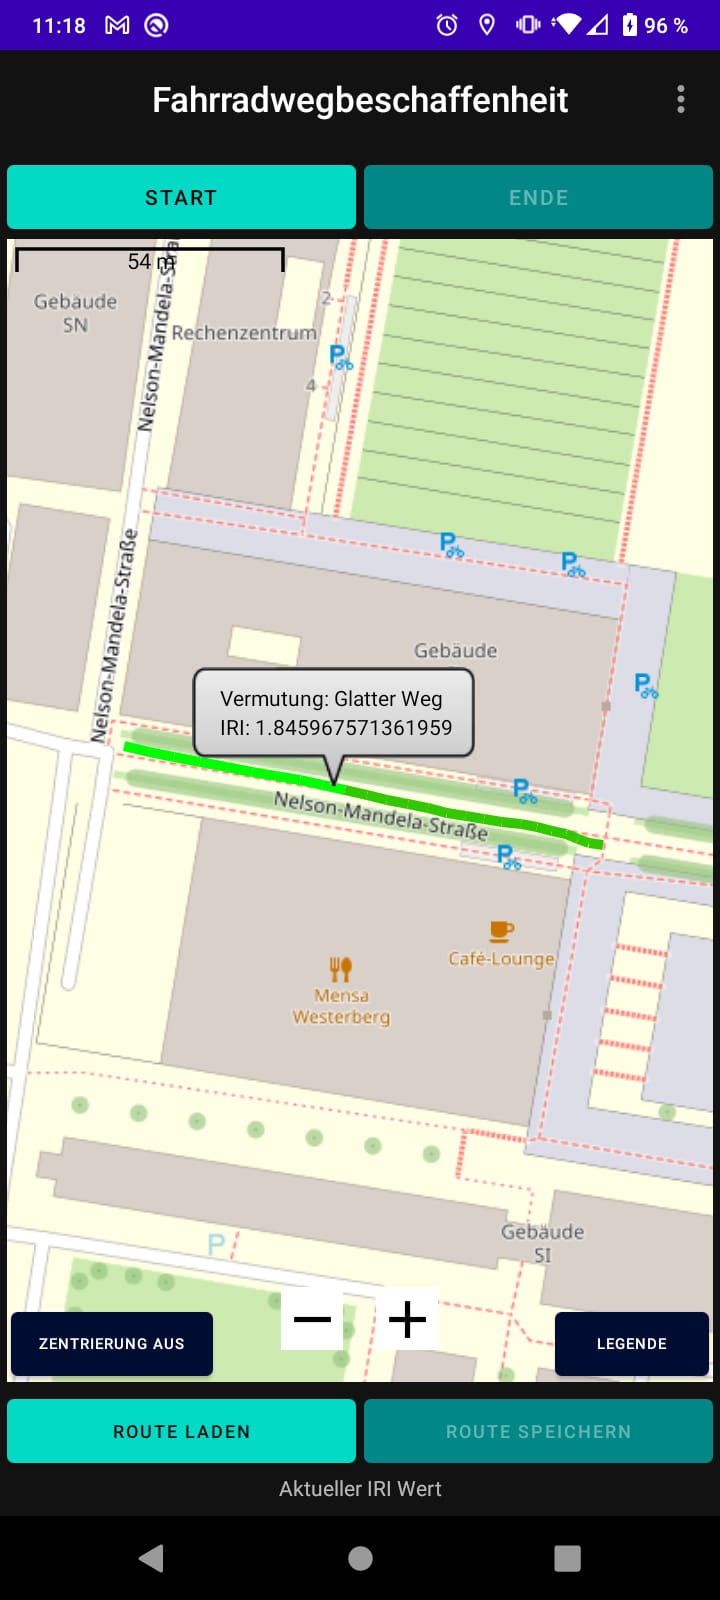 11:18
96 %
Fahrradwegbeschaffenheit
START
ENDE
54 m
Nelson-Mandela-Stra
Gebäude
SN
Rechenzentrum
2
4
P
P
P
Nelson-Mandela-Straße
Gebäude
P
Vermutung: Glatter Weg
IRI: 1.845967571361959
P
Nelson-Mandela-Straße
P
Café-Lounge
Mensa
Westerberg
Gebäude
SI
P
ZENTRIERUNG AUS
LEGENDE
ROUTE LADEN
ROUTE SPEICHERN
Aktueller IRI Wert